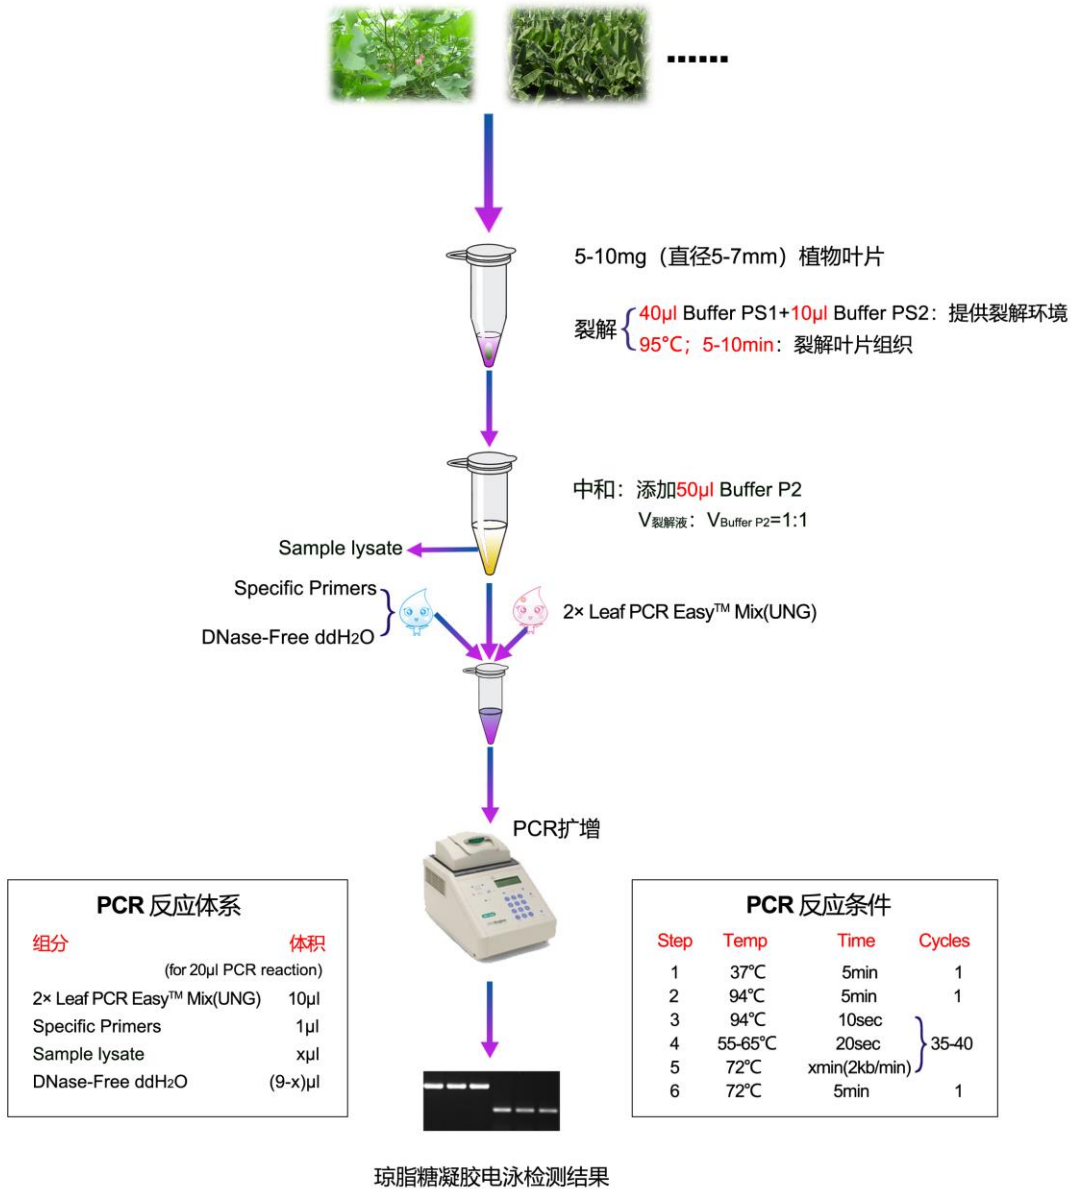 ......
5-10mg（直径5-7mm）植物叶片
裂解
40µl Buffer PS1+10µl Buffer PS2：提供裂解环境
95℃；5-10min：裂解叶片组织
中和：添加50µl Buffer P2
V裂解液：VBuffer P2=1:1
Sample lysate
Specific Primers
DNase-Free ddH2O
2× Leaf PCR Easy™ Mix(UNG)
PCR扩增
PCR 反应体系
组分 体积
(for 20µl PCR reaction)
2× Leaf PCR Easy™ Mix(UNG) 10µl
Specific Primers 1µl
Sample lysate xµl
DNase-Free ddH2O (9-x)µl
PCR 反应条件
Step Temp Time Cycles
1 37℃ 5min 1
2 94℃ 5min 1
3 94℃ 10sec
4 55-65℃ 20sec 35-40
5 72℃ xmin(2kb/min)
6 72℃ 5min 1
琼脂糖凝胶电泳检测结果